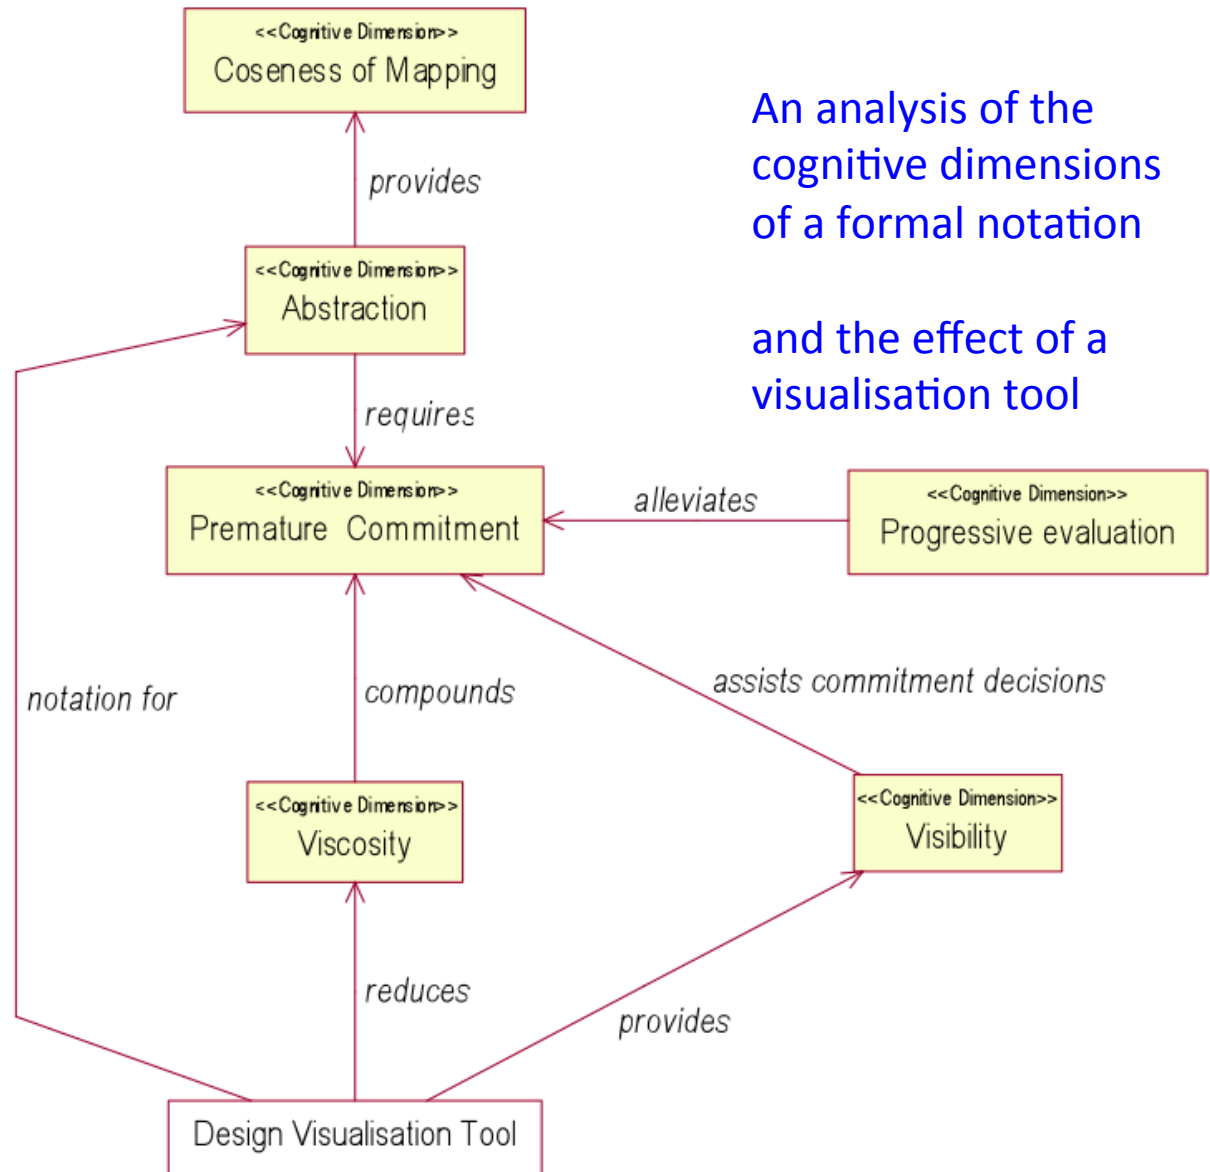 <<Cognitive Dimension>>
Coseness of Mapping
An analysis of the
cognitive dimensions
of a formal notation
and the effect of a
visualisation tool
provides
<<Cognitive Dimension>>
Abstraction
requires
<<Cognitive Dimension>>
Premature Commitment
alleviates
<<Cognitive Dimension>>
Progressive evaluation
notation for
compounds
assists commitment decisions
<<Cognitive Dimension>>
Viscosity
<<Cognitive Dimension>>
Visibility
reduces
provides
Design Visualisation Tool